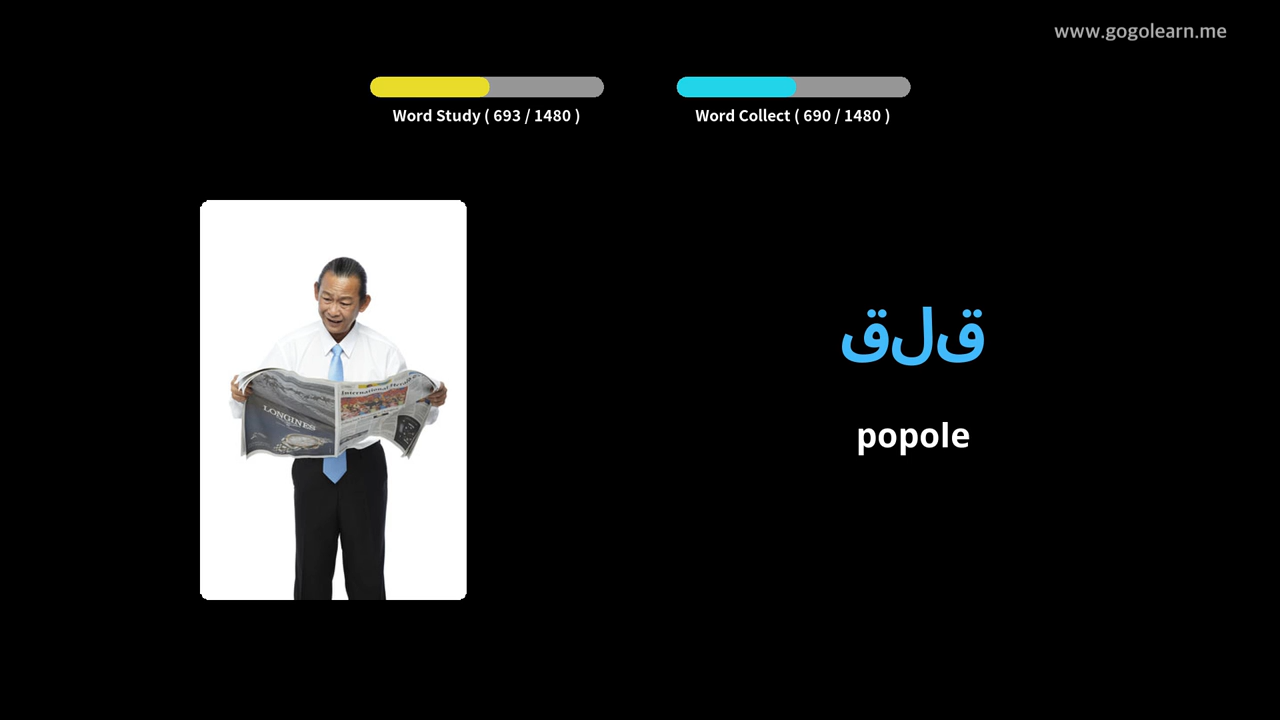 www.gogolearn.me
Word Study ( 693 / 1480 )
Word Collect ( 690 / 1480 )
قلق
popole
LONGINES
International Herald